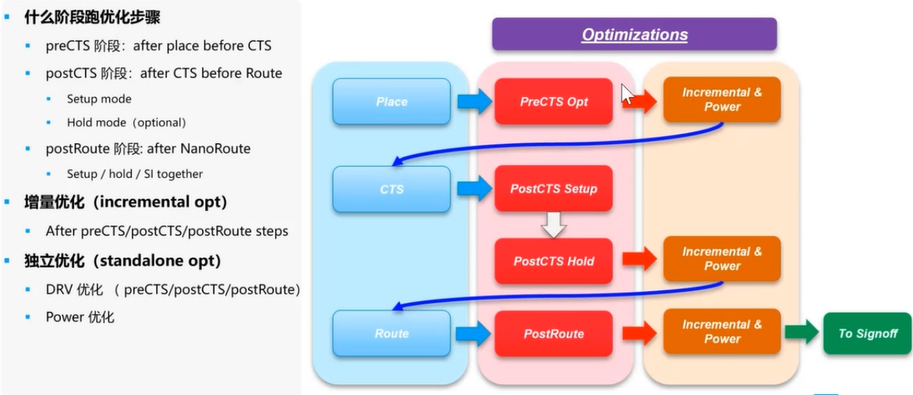 什么阶段跑优化步骤
preCTS 阶段：after place before CTS
postCTS 阶段：after CTS before Route
Setup mode
Hold mode（optional）
postRoute 阶段: after NanoRoute
Setup / hold / SI together
增量优化（incremental opt）
After preCTS/postCTS/postRoute steps
独立优化（standalone opt）
DRV 优化 （ preCTS/postCTS/postRoute）
Power 优化
Optimizations
Place
PreCTS Opt
Incremental &
Power
CTS
PostCTS Setup
PostCTS Hold
Incremental &
Power
Route
PostRoute
Incremental &
Power
To Signoff